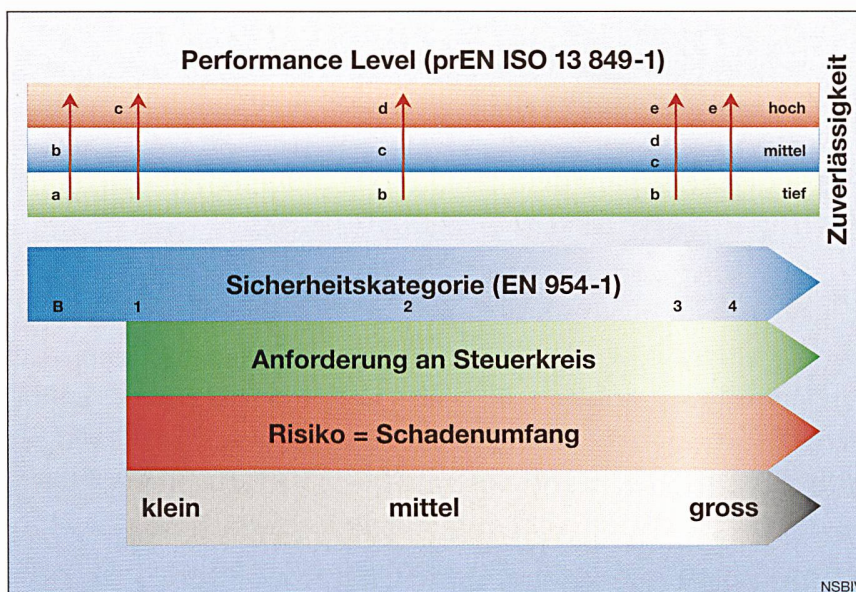 Performance Level (prEN ISO 13 849-1)
c d e e hoch
b c d c mittel
a b b tief
Zuverlässigkeit
Sicherheitskategorie (EN 954-1)
B 1 2 3 4
Anforderung an Steuerkreis
Risiko = Schadenumfang
klein mittel gross